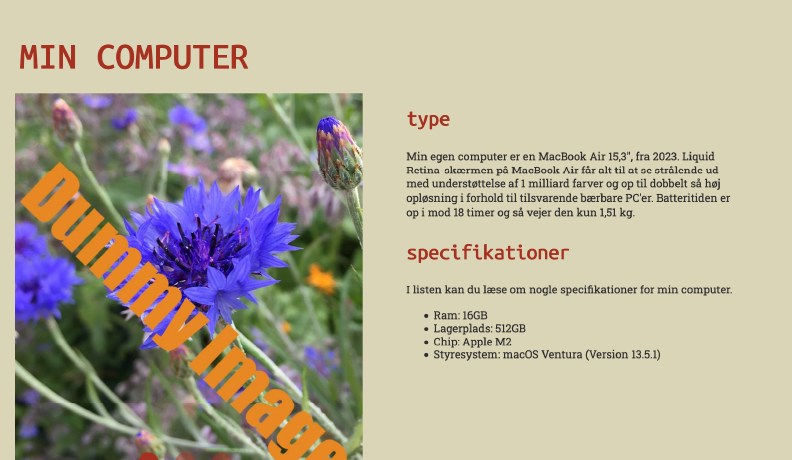 MIN COMPUTER
Dummy Image
type
Min egen computer er en MacBook Air 15,3", fra 2023. Liquid
Retina-skærmen på MacBook Air får alt til at se strålende ud
med understøttelse af 1 milliard farver og op til dobbelt så høj
opløsning i forhold til tilsvarende bærbare PC'er. Batteritiden er
op i mod 18 timer og så vejer den kun 1,51 kg.
specifikationer
I listen kan du læse om nogle specifikationer for min computer.
• Ram: 16GB
• Lagerplads: 512GB
• Chip: Apple M2
• Styresystem: macOS Ventura (Version 13.5.1)